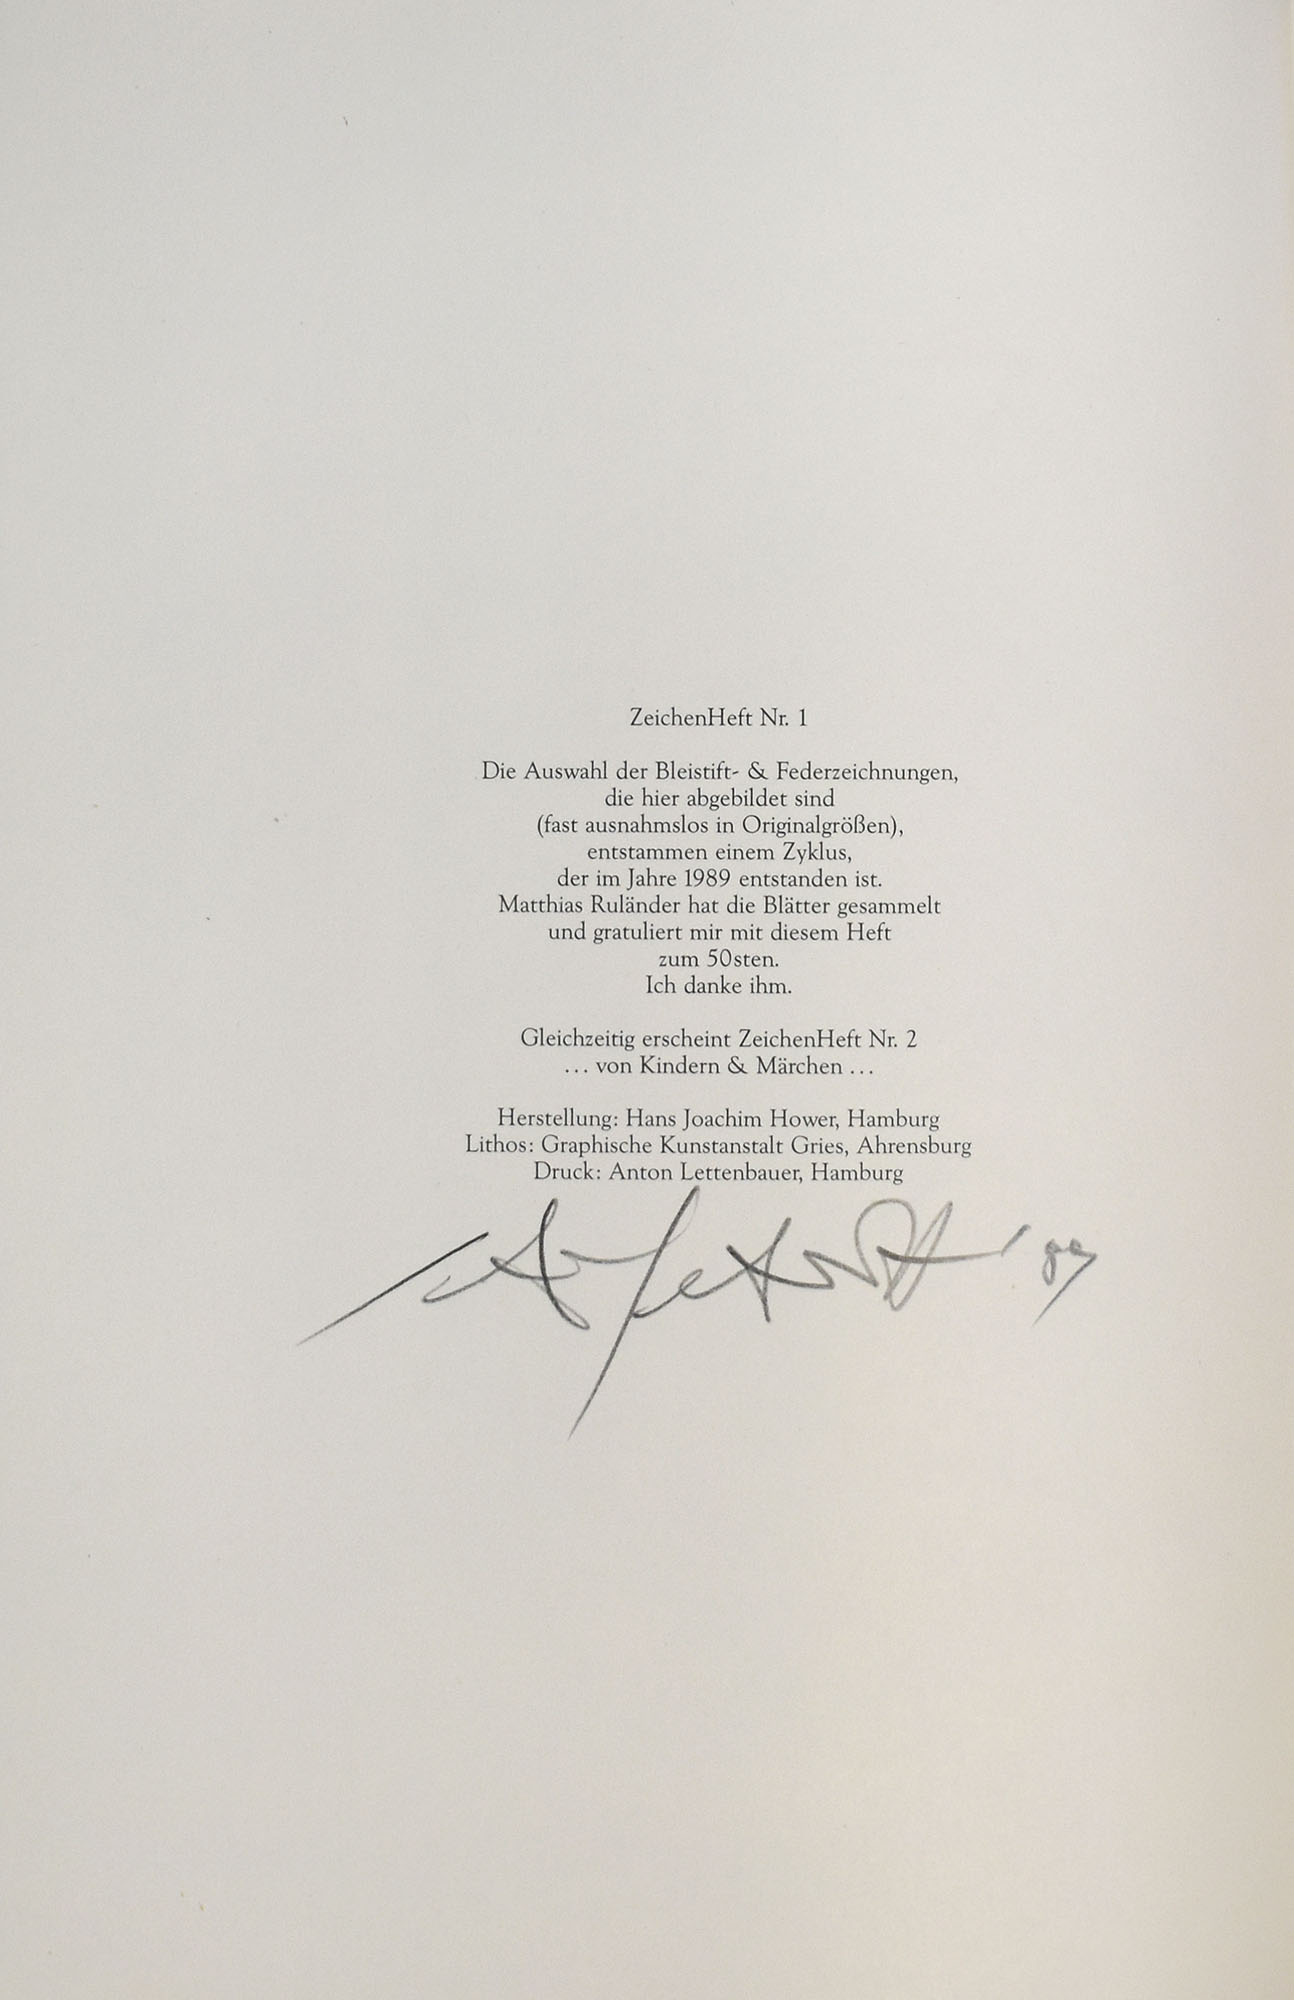 ZeichenHeft Nr. 1
Die Auswahl der Bleistift- & Federzeichnungen,
die hier abgebildet sind
(fast ausnahmslos in Originalgrößen),
entstammen einem Zyklus,
der im Jahre 1989 entstanden ist.
Matthias Ruländer hat die Blätter gesammelt
und gratuliert mir mit diesem Heft
zum 50sten.
Ich danke ihm.
Gleichzeitig erscheint ZeichenHeft Nr. 2
... von Kindern & Märchen ...
Herstellung: Hans Joachim Hower, Hamburg
Lithos: Graphische Kunstanstalt Gries, Ahrensburg
Druck: Anton Lettenbauer, Hamburg
'89